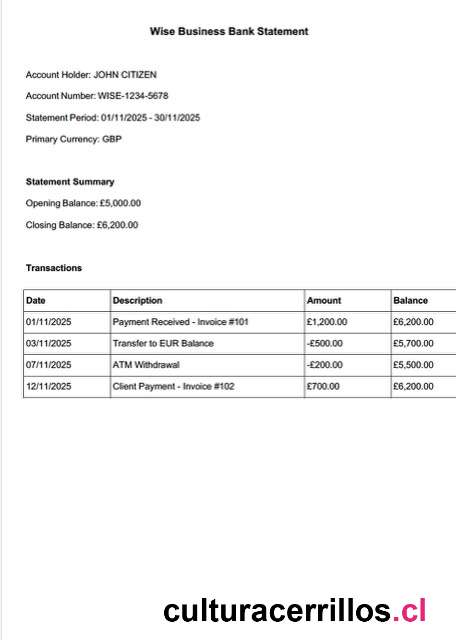 Wise Business Bank Statement
Account Holder: JOHN CITIZEN
Account Number: WISE-1234-5678
Statement Period: 01/11/2025 - 30/11/2025
Primary Currency: GBP
Statement Summary
Opening Balance: £5,000.00
Closing Balance: £6,200.00
Transactions
Date Description Amount Balance
01/11/2025 Payment Received - Invoice #101 £1,200.00 £6,200.00
03/11/2025 Transfer to EUR Balance -£500.00 £5,700.00
07/11/2025 ATM Withdrawal -£200.00 £5,500.00
12/11/2025 Client Payment - Invoice #102 £700.00 £6,200.00
culturacerrillos.cl